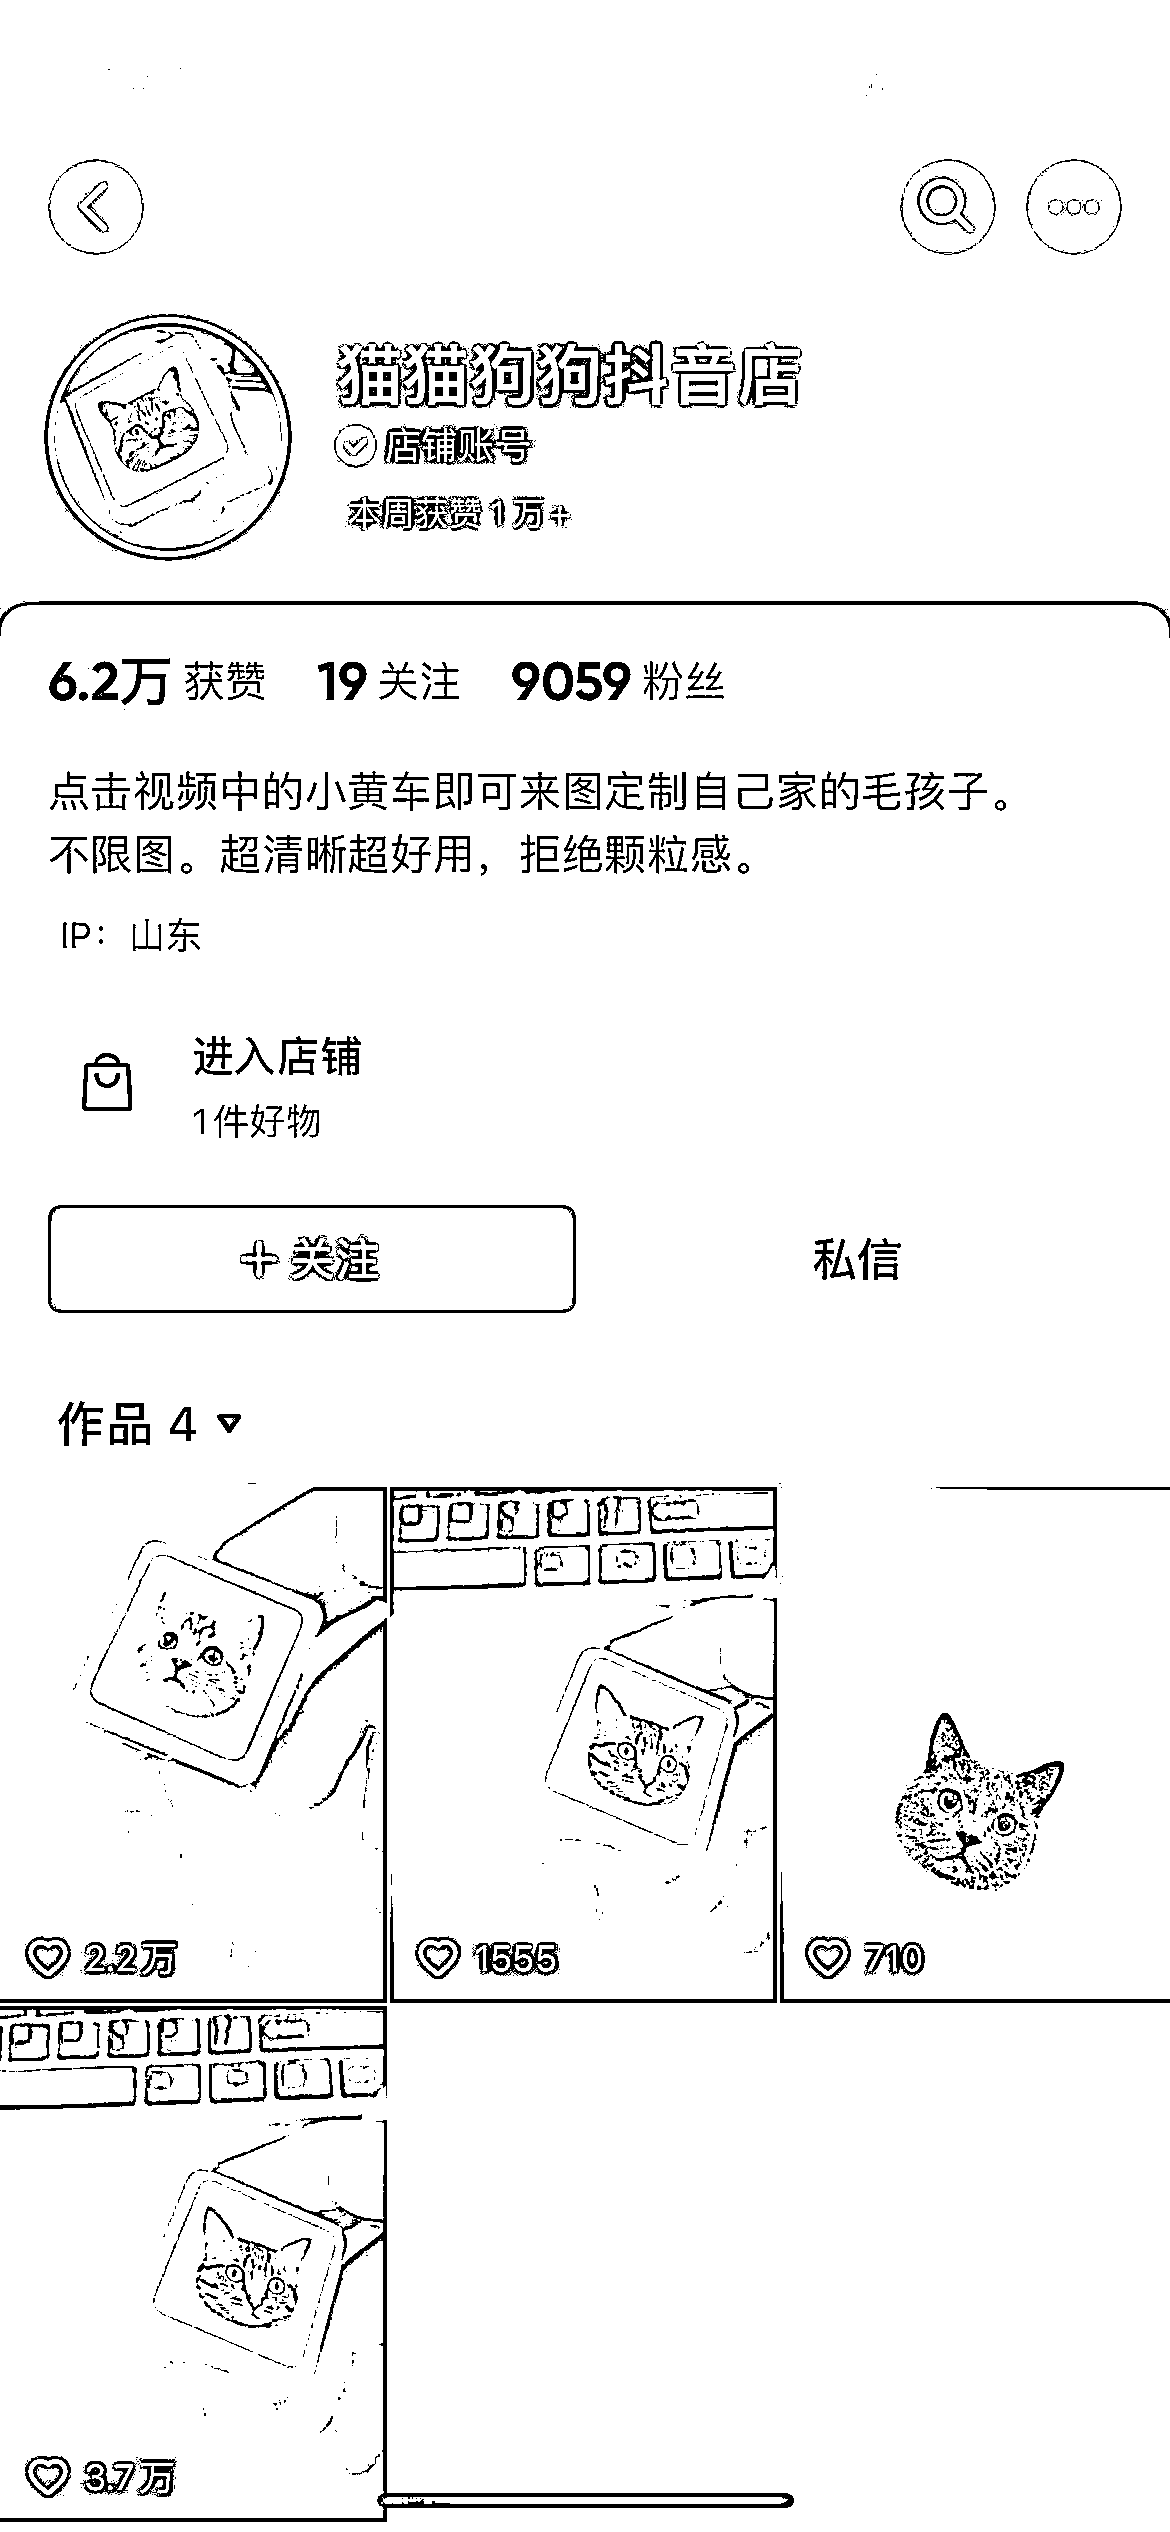 猫猫狗狗抖音店
店铺账号
本周获赞 1 万+
6.2万 获赞 19 关注 9059 粉丝
点击视频中的小黄车即可来图定制自己家的毛孩子。
不限图。超清晰超好用，拒绝颗粒感。
IP：山东
进入店铺
1件好物
+ 关注 私信
作品 4
2.2万 1555 710
3.7万